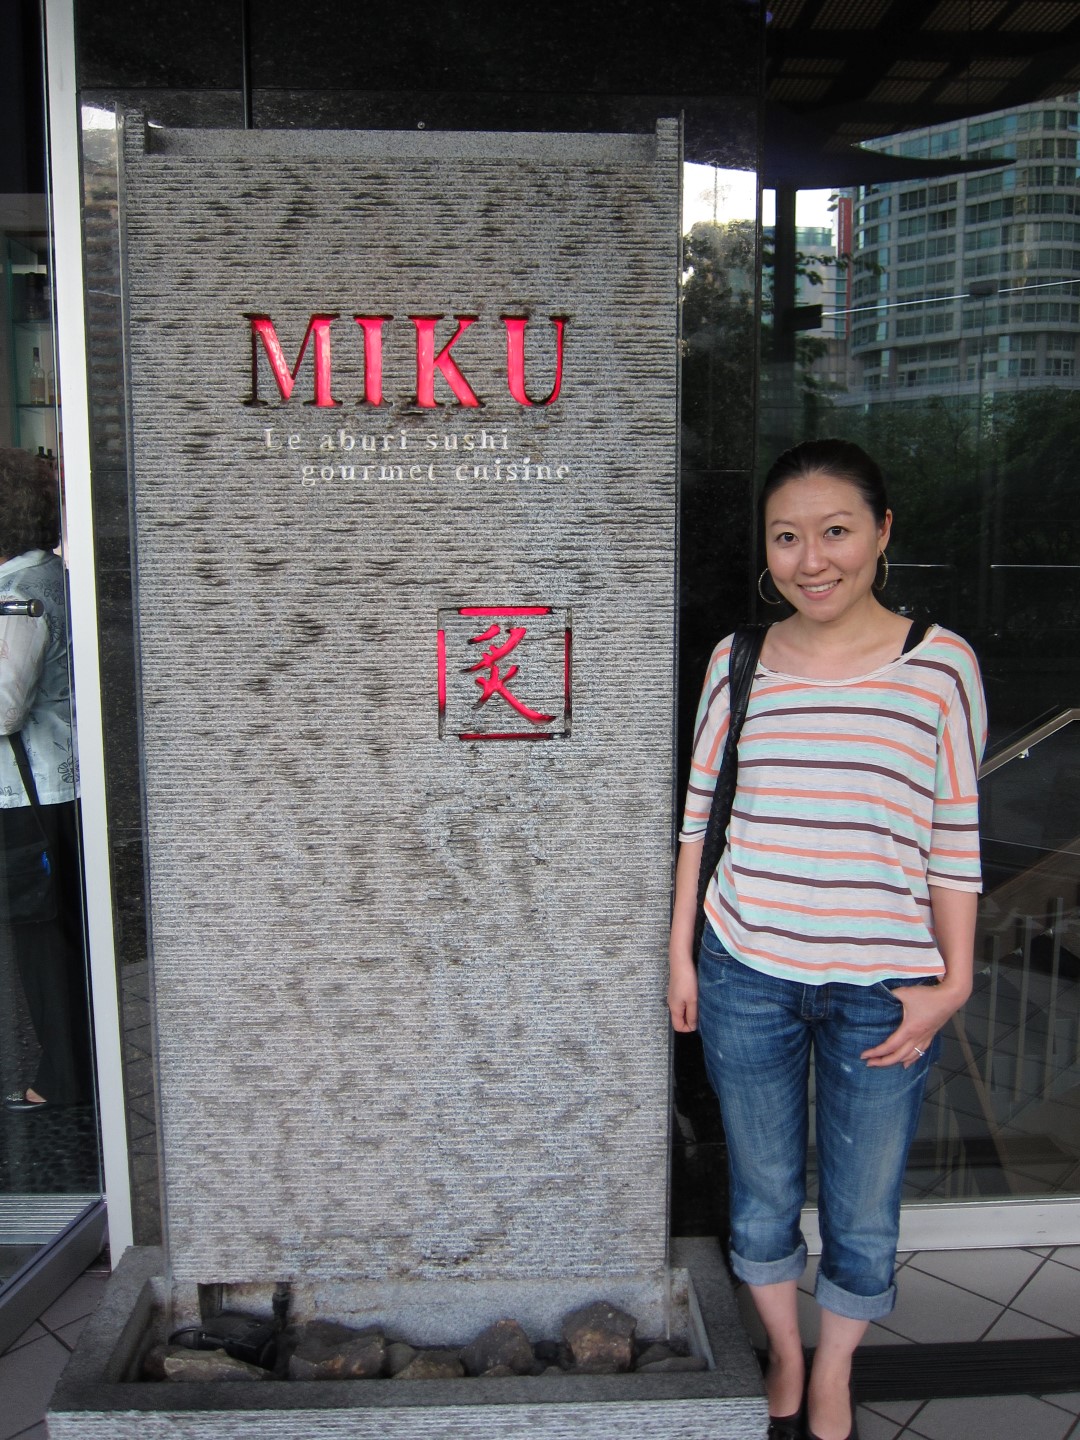 MIKU
Le aburi sushi
gourmet cuisine
炙